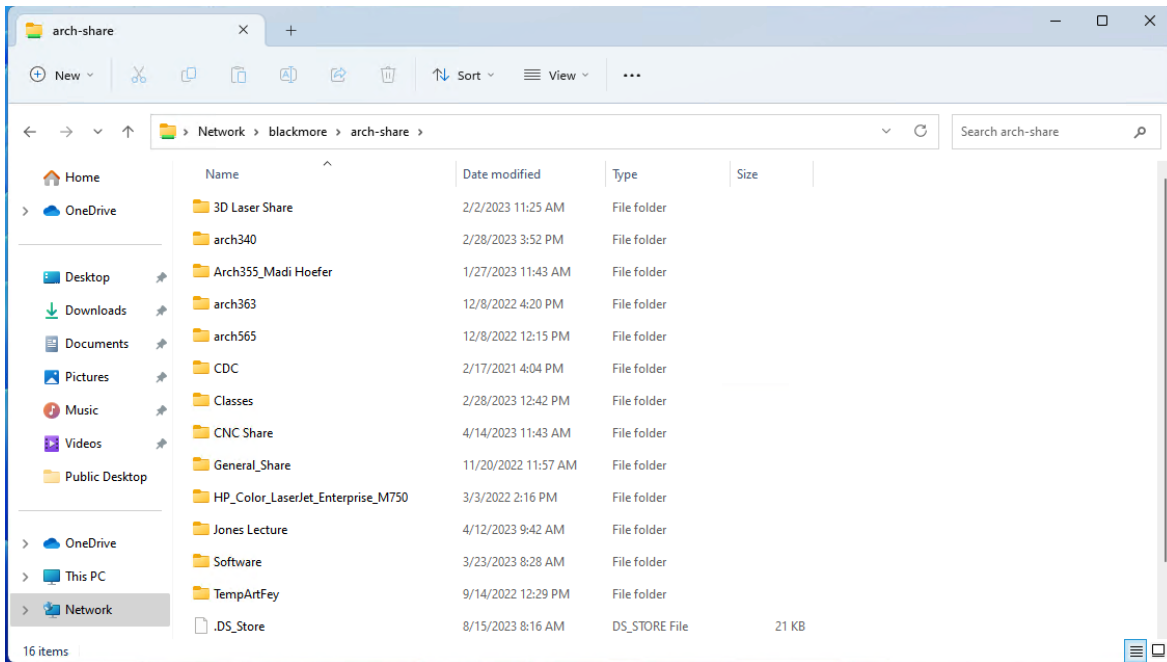 arch-share
New
Sort
View
Network > blackmore > arch-share >
Search arch-share
Home
OneDrive
Desktop
Downloads
Documents
Pictures
Music
Videos
Public Desktop
OneDrive
This PC
Network
Name Date modified Type Size
3D Laser Share 2/2/2023 11:25 AM File folder
arch340 2/28/2023 3:52 PM File folder
Arch355_Madi Hoefer 1/27/2023 11:43 AM File folder
arch363 12/8/2022 4:20 PM File folder
arch565 12/8/2022 12:15 PM File folder
CDC 2/17/2021 4:04 PM File folder
Classes 2/28/2023 12:42 PM File folder
CNC Share 4/14/2023 11:43 AM File folder
General_Share 11/20/2022 11:57 AM File folder
HP_Color_LaserJet_Enterprise_M750 3/3/2022 2:16 PM File folder
Jones Lecture 4/12/2023 9:42 AM File folder
Software 3/23/2023 8:28 AM File folder
TempArtFey 9/14/2022 12:29 PM File folder
.DS_Store 8/15/2023 8:16 AM DS_STORE File 21 KB
16 items